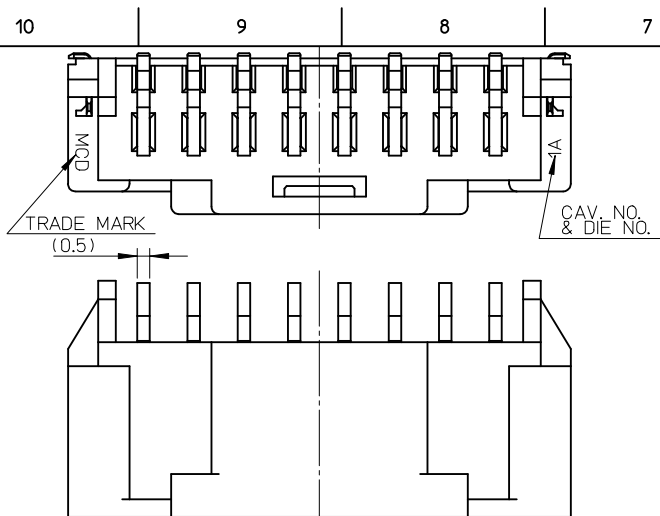 10 9 8 7
MCD
1A
TRADE MARK
(0.5)
CAV. NO.
& DIE NO.